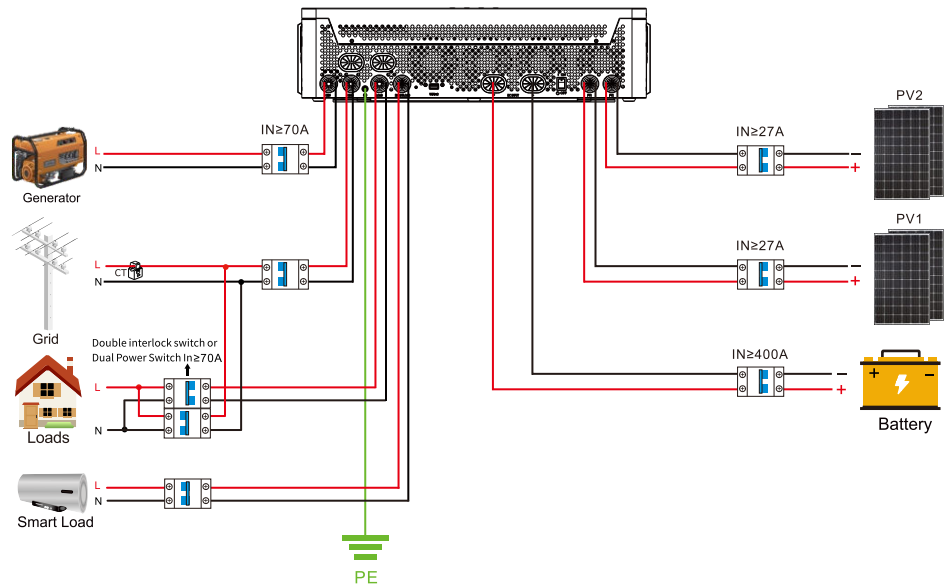 IN≥70A
L
N
Generator
PV2
IN≥27A
−
+
L
CT
N
Grid
PV1
IN≥27A
−
+
Double interlock switch or
Dual Power Switch In≥70A
L
N
Loads
IN≥400A
−
+
+ −
Battery
L
N
Smart Load
PE